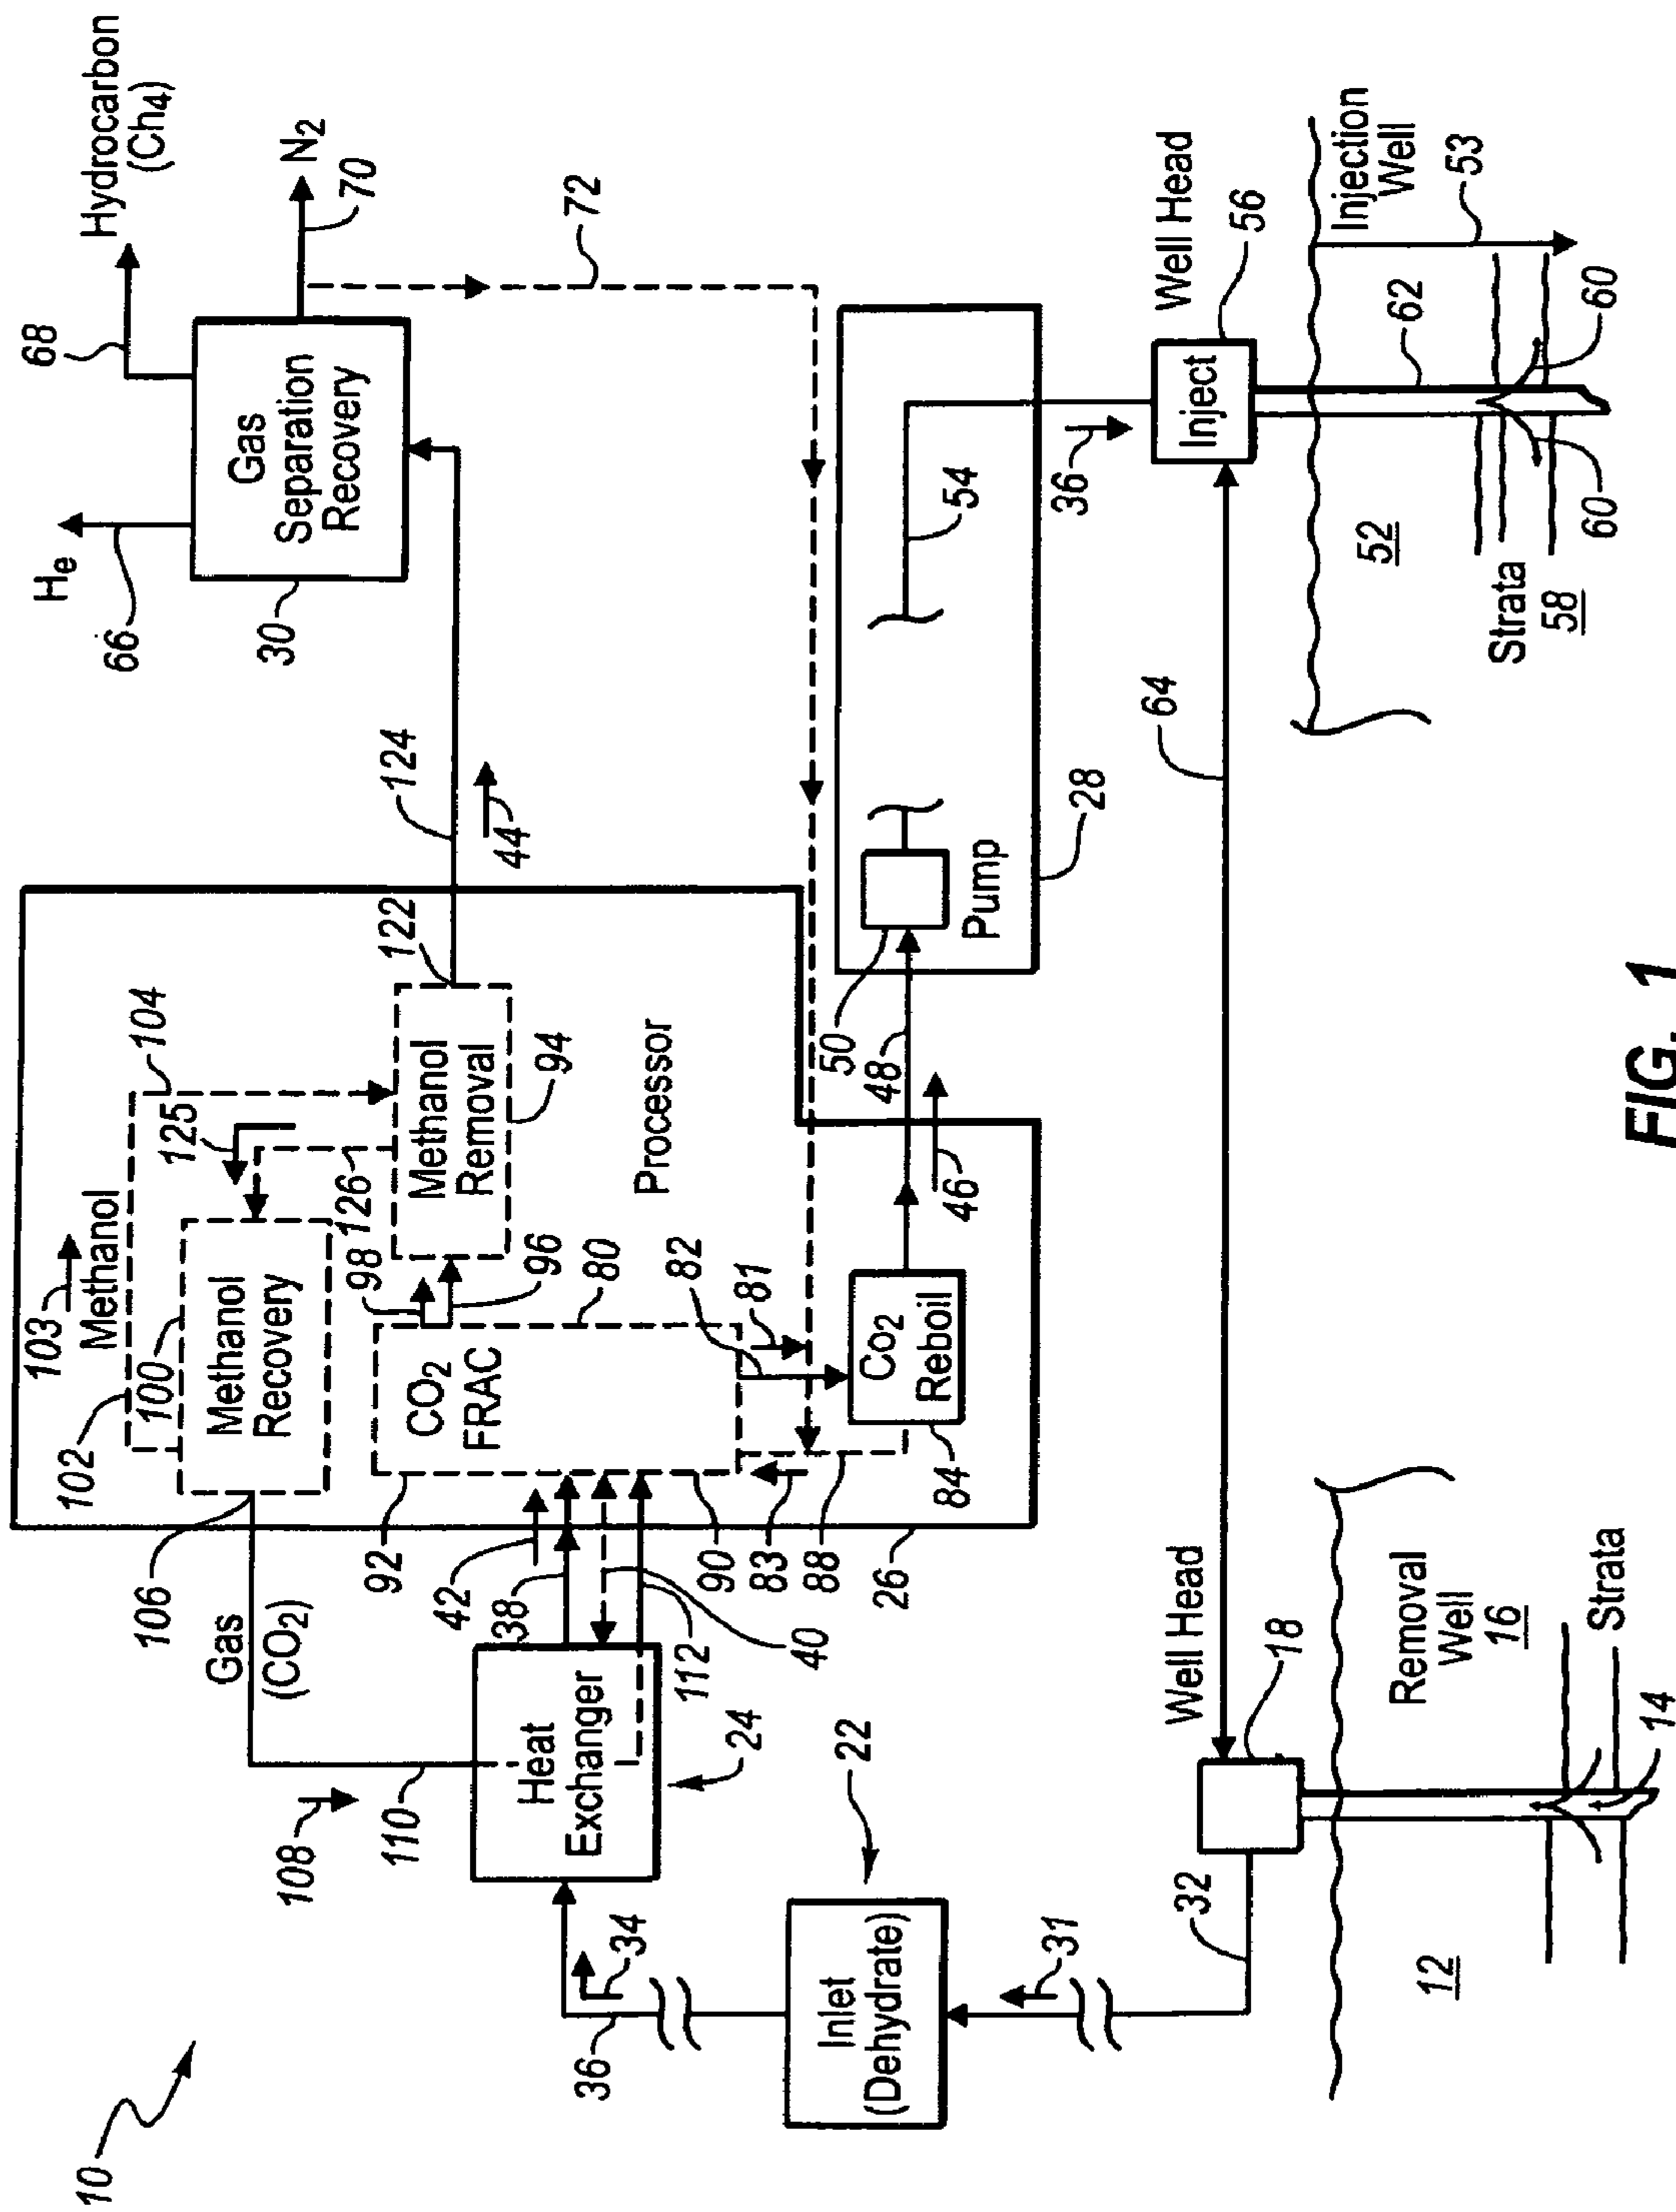 10
Hydrocarbon
(Ch4)
68
He
66
N2
70
72
Gas
Separation
Recovery
30
124
44
103
Methanol
102
100
104
125
Methanol
Recovery
106
Gas
(CO2)
108
110
126
122
98
96
Methanol
Removal
94
Processor
92
CO2
FRAC
80
82
81
42
38
40
112
90
83
88
26
84
Co2
Reboil
46
48
50
Pump
54
28
36
34
36
Heat
Exchanger
24
22
Inlet
(Dehydrate)
31
32
Well Head
18
64
Well Head
56
Inject
Removal
Well
16
12
Strata
14
Injection
Well
53
52
62
Strata
58
60
60
FIG. 1